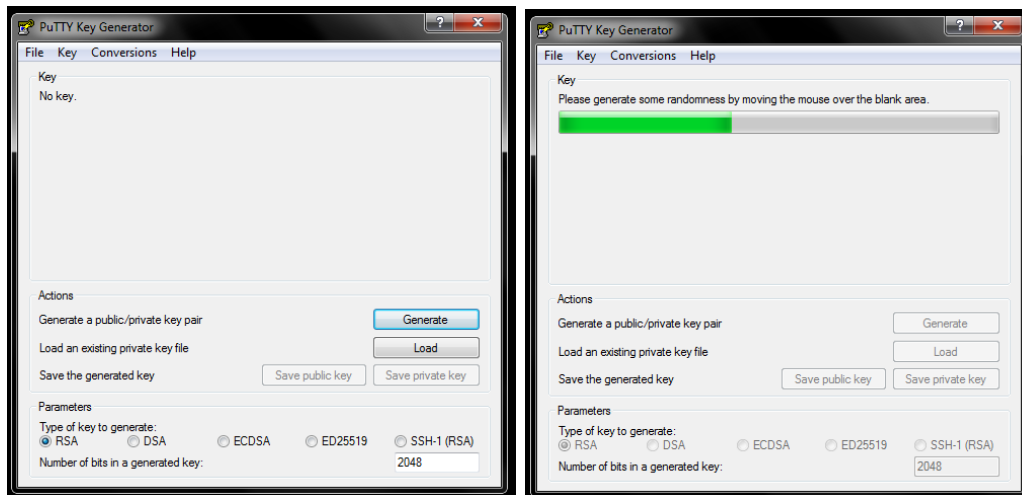 PuTTY Key Generator
?
X
File Key Conversions Help
Key
No key.
Actions
Generate a public/private key pair
Generate
Load an existing private key file
Load
Save the generated key
Save public key
Save private key
Parameters
Type of key to generate:
RSA DSA ECDSA ED25519 SSH-1 (RSA)
Number of bits in a generated key:
2048
PuTTY Key Generator
?
X
File Key Conversions Help
Key
Please generate some randomness by moving the mouse over the blank area.
Actions
Generate a public/private key pair
Generate
Load an existing private key file
Load
Save the generated key
Save public key
Save private key
Parameters
Type of key to generate:
RSA DSA ECDSA ED25519 SSH-1 (RSA)
Number of bits in a generated key:
2048